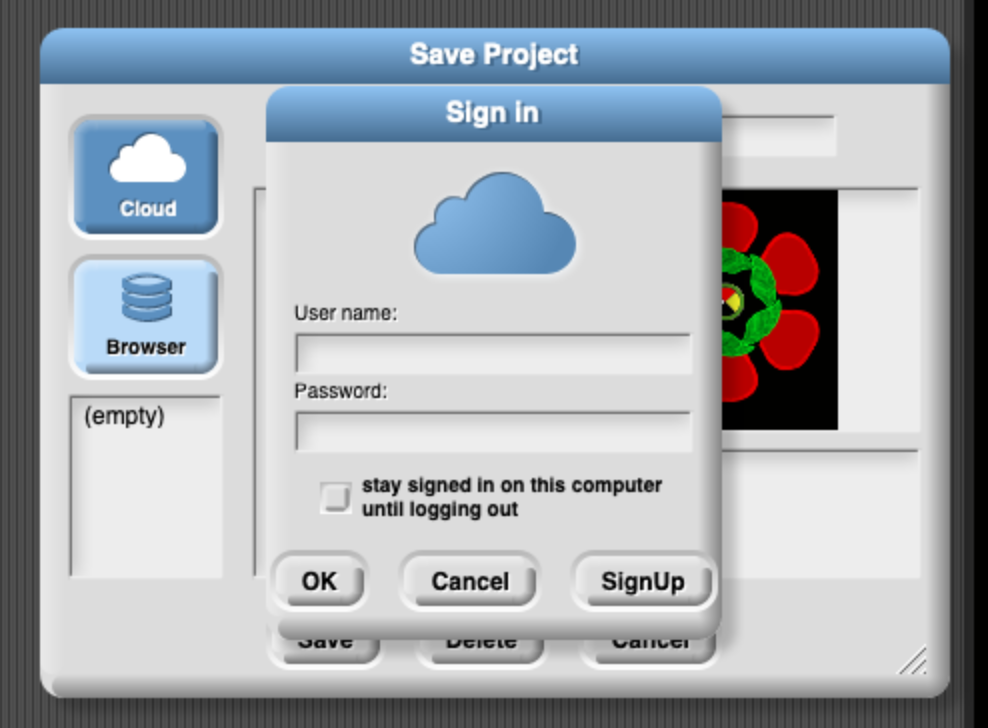 Save Project
Sign in
Cloud
Browser
(empty)
User name:
Password:
stay signed in on this computer
until logging out
OK
Cancel
SignUp
Save
Delete
Cancel